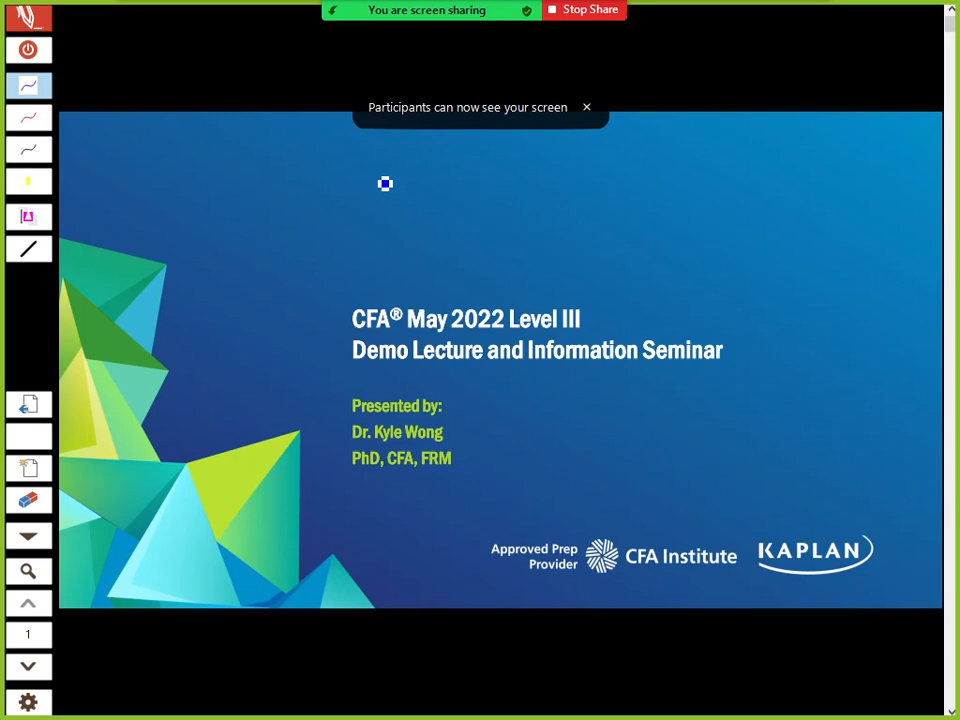 You are screen sharing
Stop Share
Participants can now see your screen
CFA® May 2022 Level III
Demo Lecture and Information Seminar
Presented by:
Dr. Kyle Wong
PhD, CFA, FRM
Approved Prep
Provider
CFA Institute
KAPLAN
1